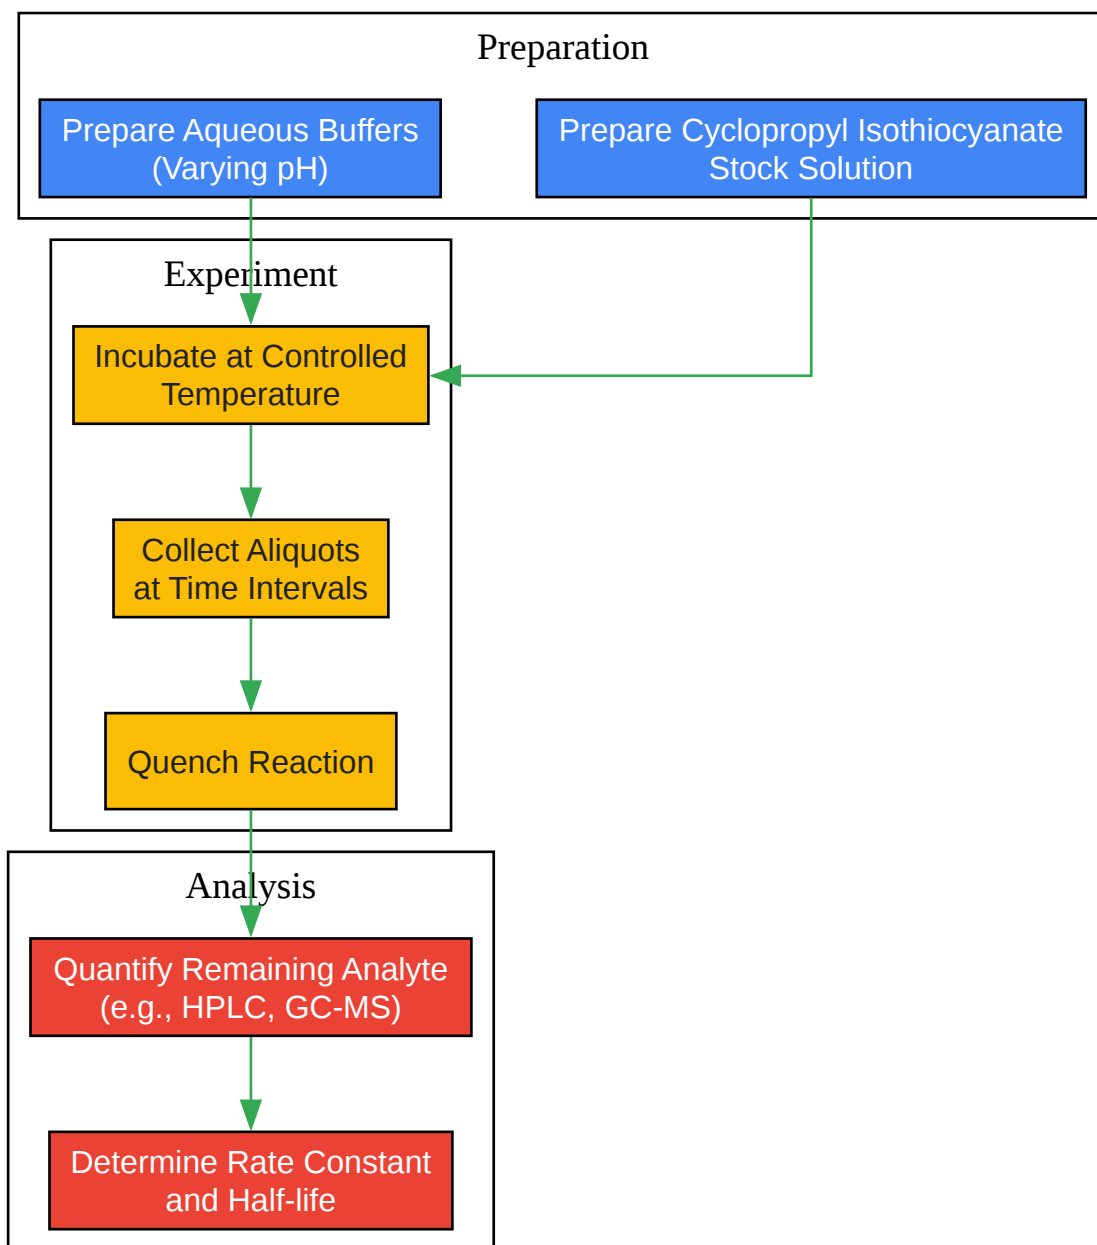 Preparation
Prepare Aqueous Buffers
(Varying pH)
Prepare Cyclopropyl Isothiocyanate
Stock Solution
Experiment
Incubate at Controlled
Temperature
Collect Aliquots
at Time Intervals
Quench Reaction
Analysis
Quantify Remaining Analyte
(e.g., HPLC, GC-MS)
Determine Rate Constant
and Half-life